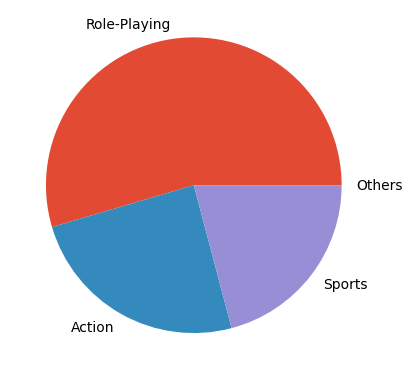 Role-Playing
Others
Sports
Action